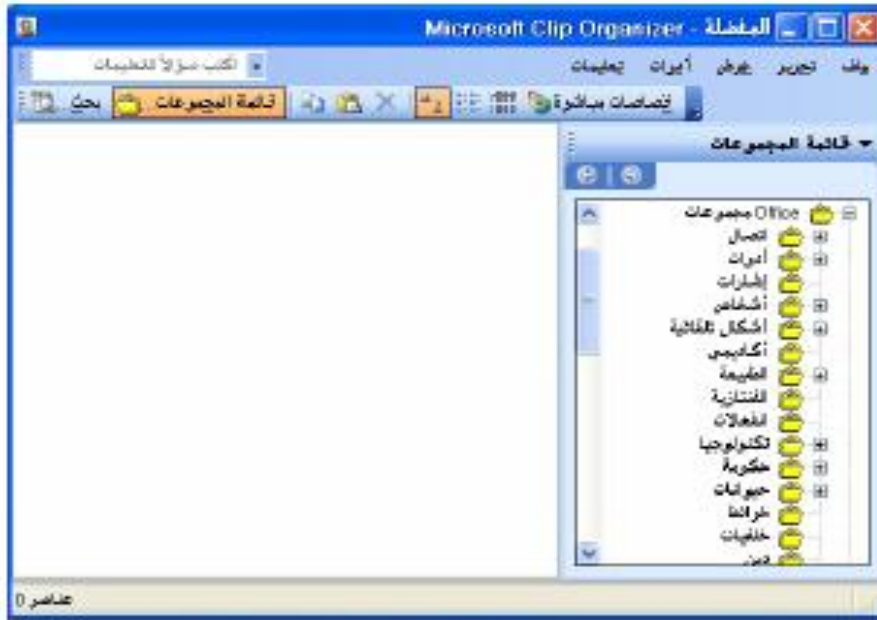 المفضلة - Microsoft Clip Organizer
ملف تحرير عرض أدوات تعليمات
اكتب سؤالاً للتعليمات
قصاصات مباشرة
قائمة المجموعات
بحث
قائمة المجموعات
مجموعات Office
اتصال
أدوات
إشارات
أشخاص
أشكال تلقائية
أكاديمي
الطبيعة
الفنتازية
انفعالات
تكنولوجيا
حكومة
حيوانات
خرائط
خلفيات
دين
عناصر 0